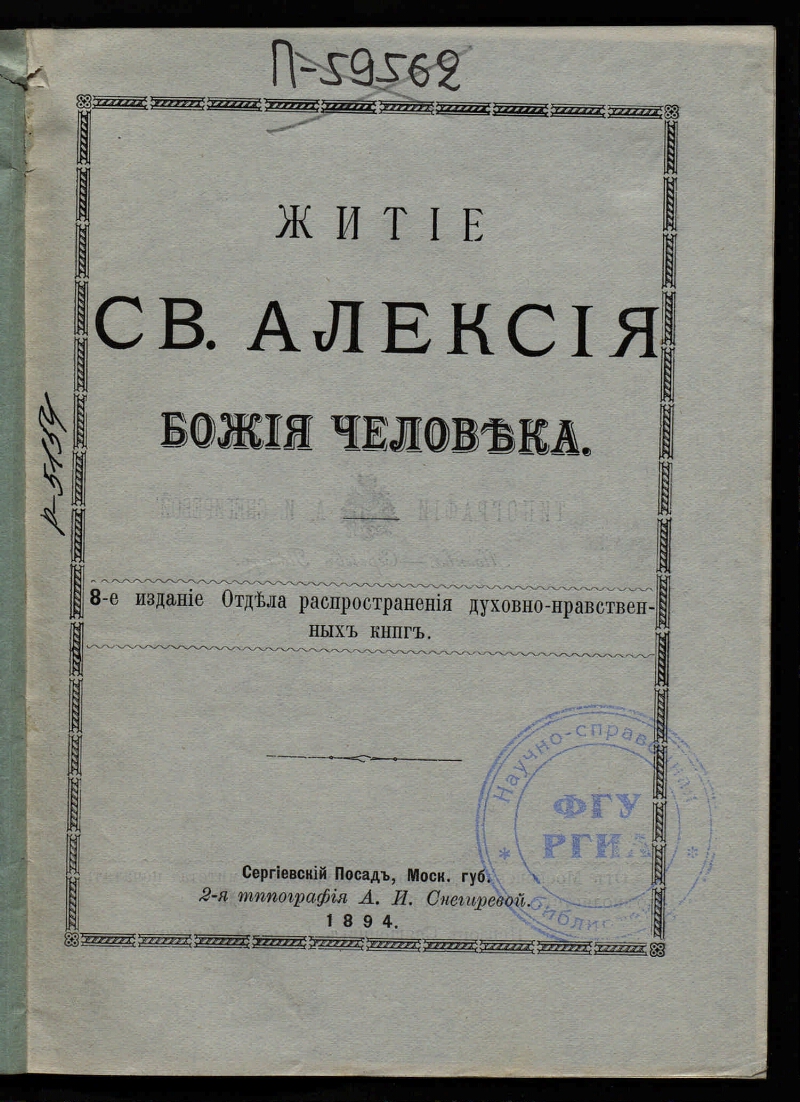 П-59562
ЖИТІЕ
СВ. АЛЕКСІЯ
БОЖІЯ ЧЕЛОВѢКА.
р-5154
8-е изданіе Отдѣла распространенія духовно-нравствен-
ныхъ книгъ.
Научно-справочная
ФГУ
РГИА
библиотека
Сергіевскій Посадъ, Моск. губ.
2-я типографія А. И. Снегиревой.
1894.